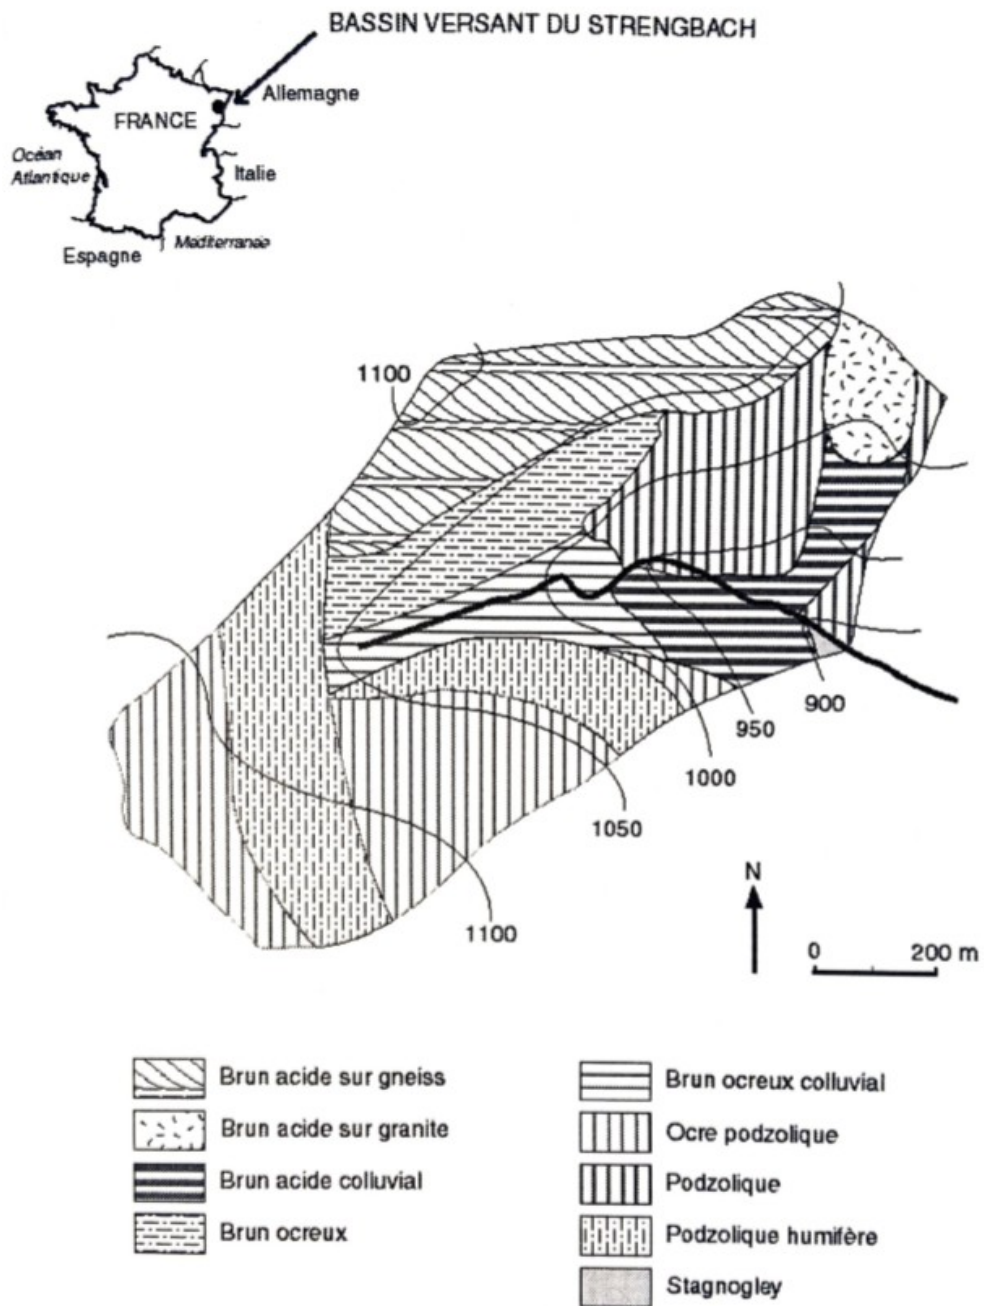 BASSIN VERSANT DU STRENGBACH
Allemagne
FRANCE
Océan
Atlantique
Italie
Méditerranée
Espagne
1100
900
950
1000
1050
1100
N
0 200 m
Brun acide sur gneiss
Brun acide sur granite
Brun acide colluvial
Brun ocreux
Brun ocreux colluvial
Ocre podzolique
Podzolique
Podzolique humifère
Stagnogley